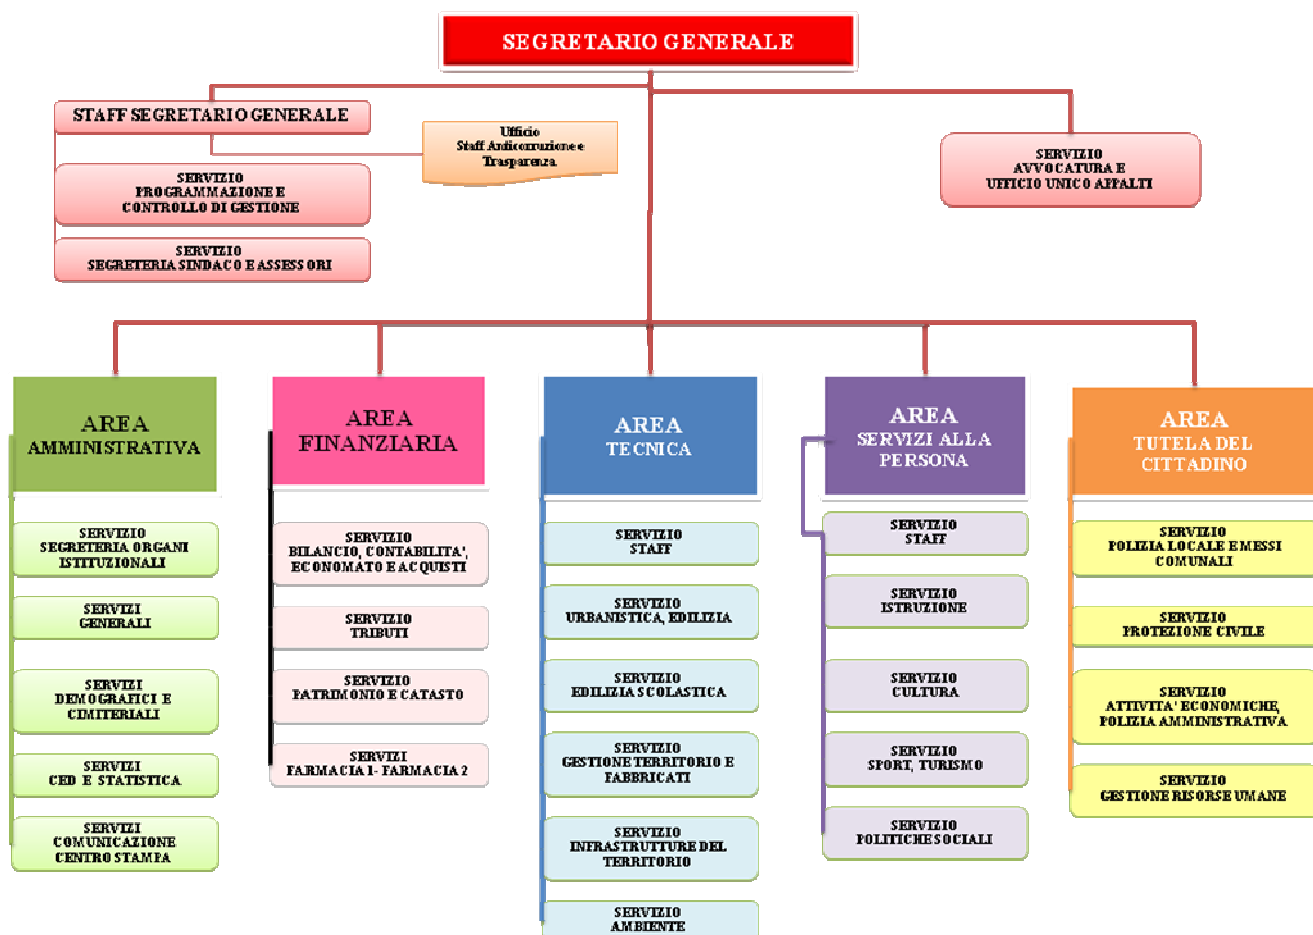 SEGRETARIO GENERALE
STAFF SEGRETARIO GENERALE
Ufficio
Staff Anticorruzione e
Trasparenza
SERVIZIO
AVVOCATURA E
UFFICIO UNICO APPALTI
SERVIZIO
PROGRAMMAZIONE E
CONTROLLO DI GESTIONE
SERVIZIO
SEGRETERIA SINDACO E ASSESSORI
AREA
AMMINISTRATIVA
SERVIZIO
SEGRETERIA ORGANI
ISTITUZIONALI
SERVIZI
GENERALI
SERVIZI
DEMOGRAFICI E
CIMITERIALI
SERVIZI
CED E STATISTICA
SERVIZI
COMUNICAZIONE
CENTRO STAMPA
AREA
FINANZIARIA
SERVIZIO
BILANCIO, CONTABILITA',
ECONOMATO E ACQUISTI
SERVIZIO
TRIBUTI
SERVIZIO
PATRIMONIO E CATASTO
SERVIZI
FARMACIA 1- FARMACIA 2
AREA
TECNICA
SERVIZIO
STAFF
SERVIZIO
URBANISTICA, EDILIZIA
SERVIZIO
EDILIZIA SCOLASTICA
SERVIZIO
GESTIONE TERRITORIO E
FABBRICATI
SERVIZIO
INFRASTRUTTURE DEL
TERRITORIO
SERVIZIO
AMBIENTE
AREA
SERVIZI ALLA
PERSONA
SERVIZIO
STAFF
SERVIZIO
ISTRUZIONE
SERVIZIO
CULTURA
SERVIZIO
SPORT, TURISMO
SERVIZIO
POLITICHE SOCIALI
AREA
TUTELA DEL
CITTADINO
SERVIZIO
POLIZIA LOCALE E MESSI
COMUNALI
SERVIZIO
PROTEZIONE CIVILE
SERVIZIO
ATTIVITA' ECONOMICHE,
POLIZIA AMMINISTRATIVA
SERVIZIO
GESTIONE RISORSE UMANE